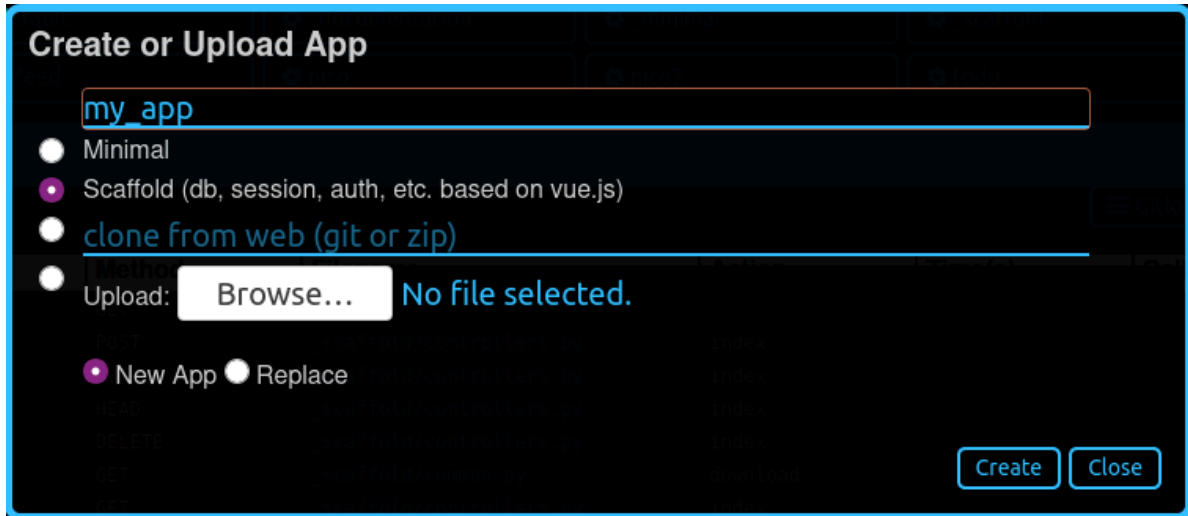 Create or Upload App
my_app
Minimal
Scaffold (db, session, auth, etc. based on vue.js)
clone from web (git or zip)
Upload: Browse... No file selected.
New App Replace
Create Close